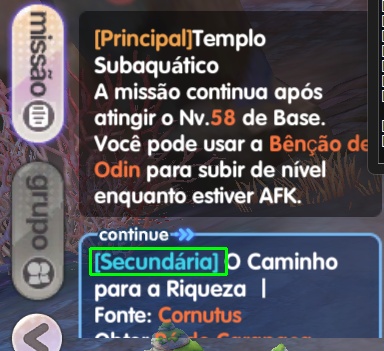 missão
grupo
[Principal]Templo
Subaquático
A missão continua após
atingir o Nv.58 de Base.
Você pode usar a Bênção de
Odin para subir de nível
enquanto estiver AFK.
continue
[Secundária] O Caminho
para a Riqueza |
Fonte: Cornutus